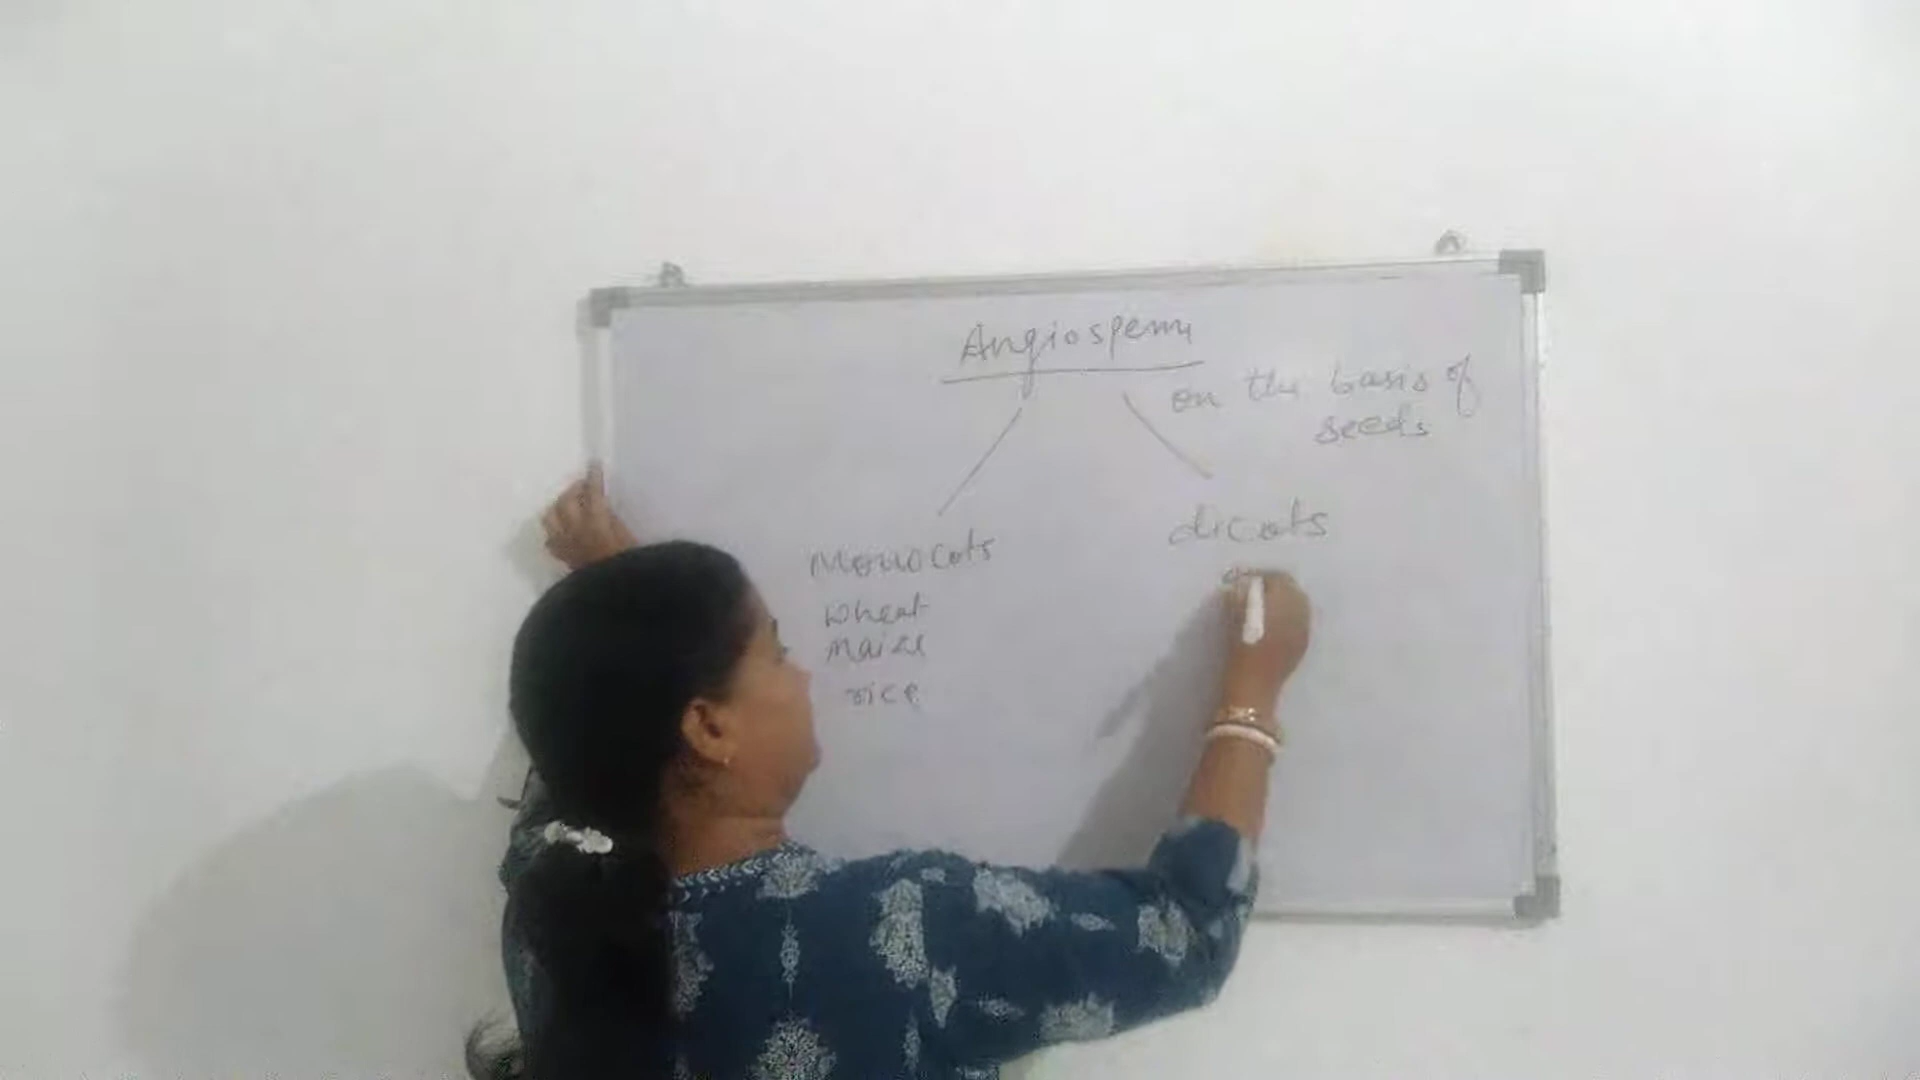 Angiosperm
on the basis of
seeds
Monocots
dicots
wheat
Maize
rice